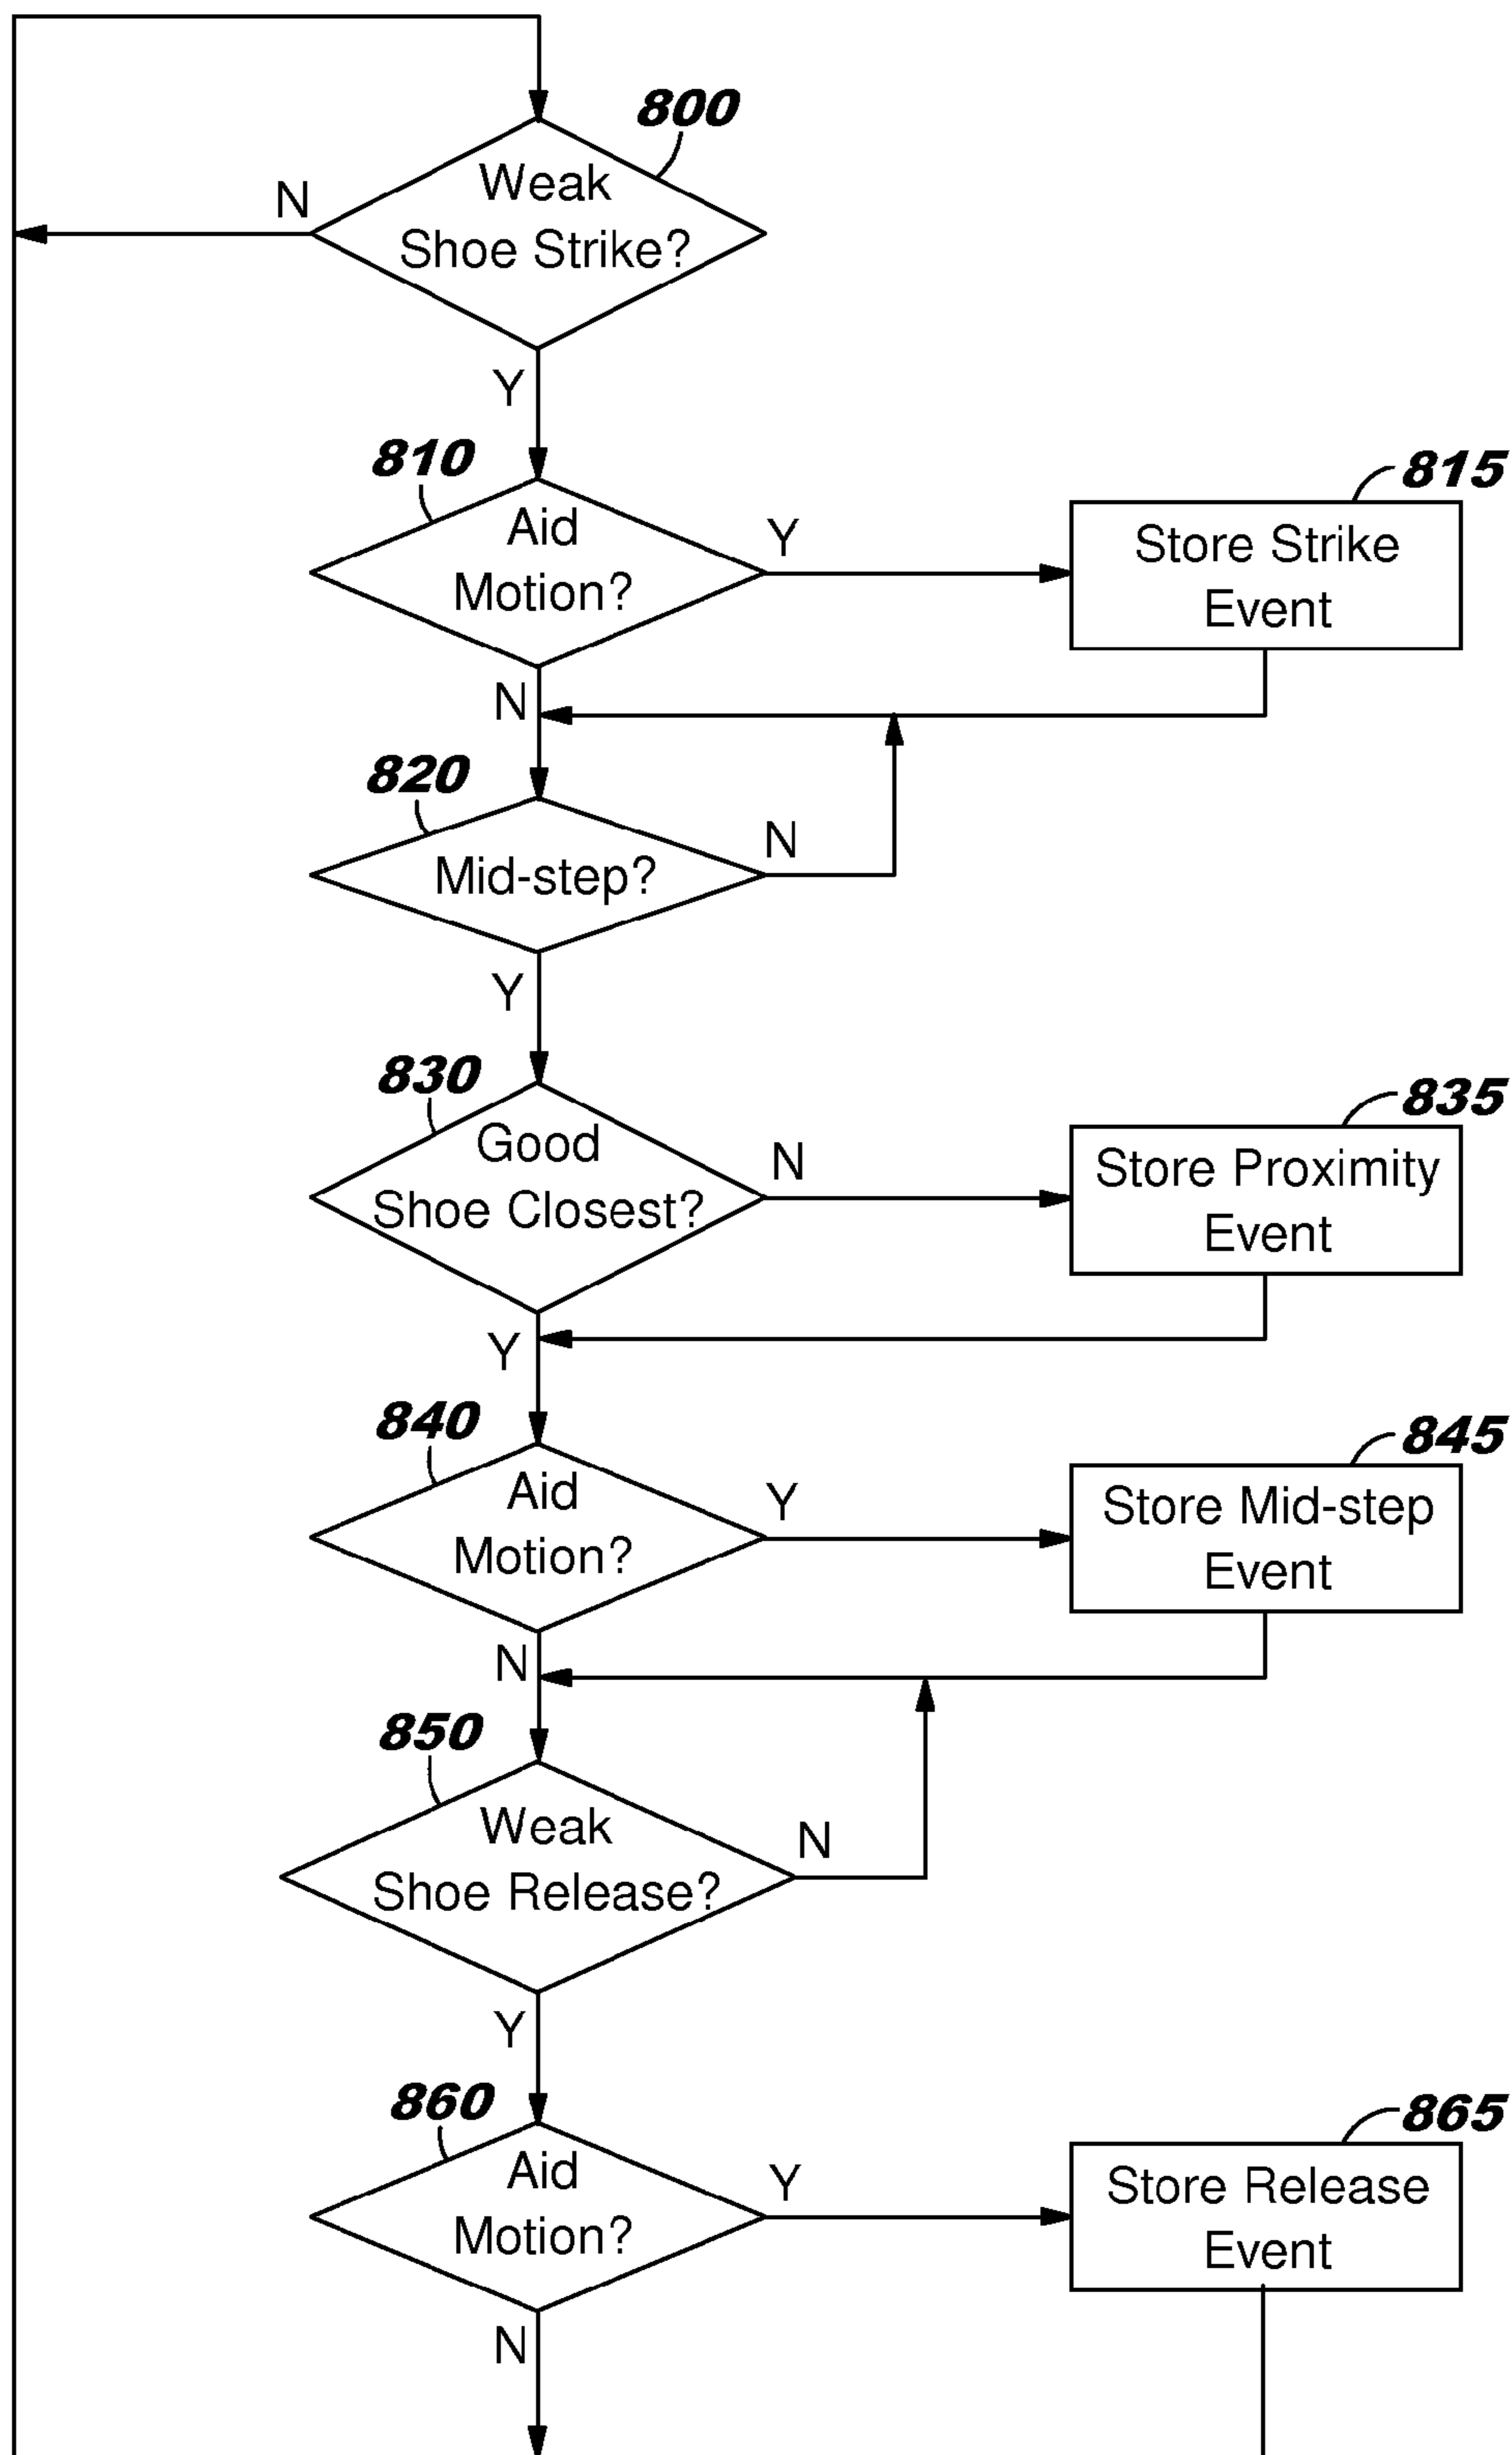 800
Weak
Shoe Strike?
N
Y
810
Aid
Motion?
Y
815
Store Strike
Event
N
820
Mid-step?
N
Y
830
Good
Shoe Closest?
N
835
Store Proximity
Event
Y
840
Aid
Motion?
Y
845
Store Mid-step
Event
N
850
Weak
Shoe Release?
N
Y
860
Aid
Motion?
Y
865
Store Release
Event
N